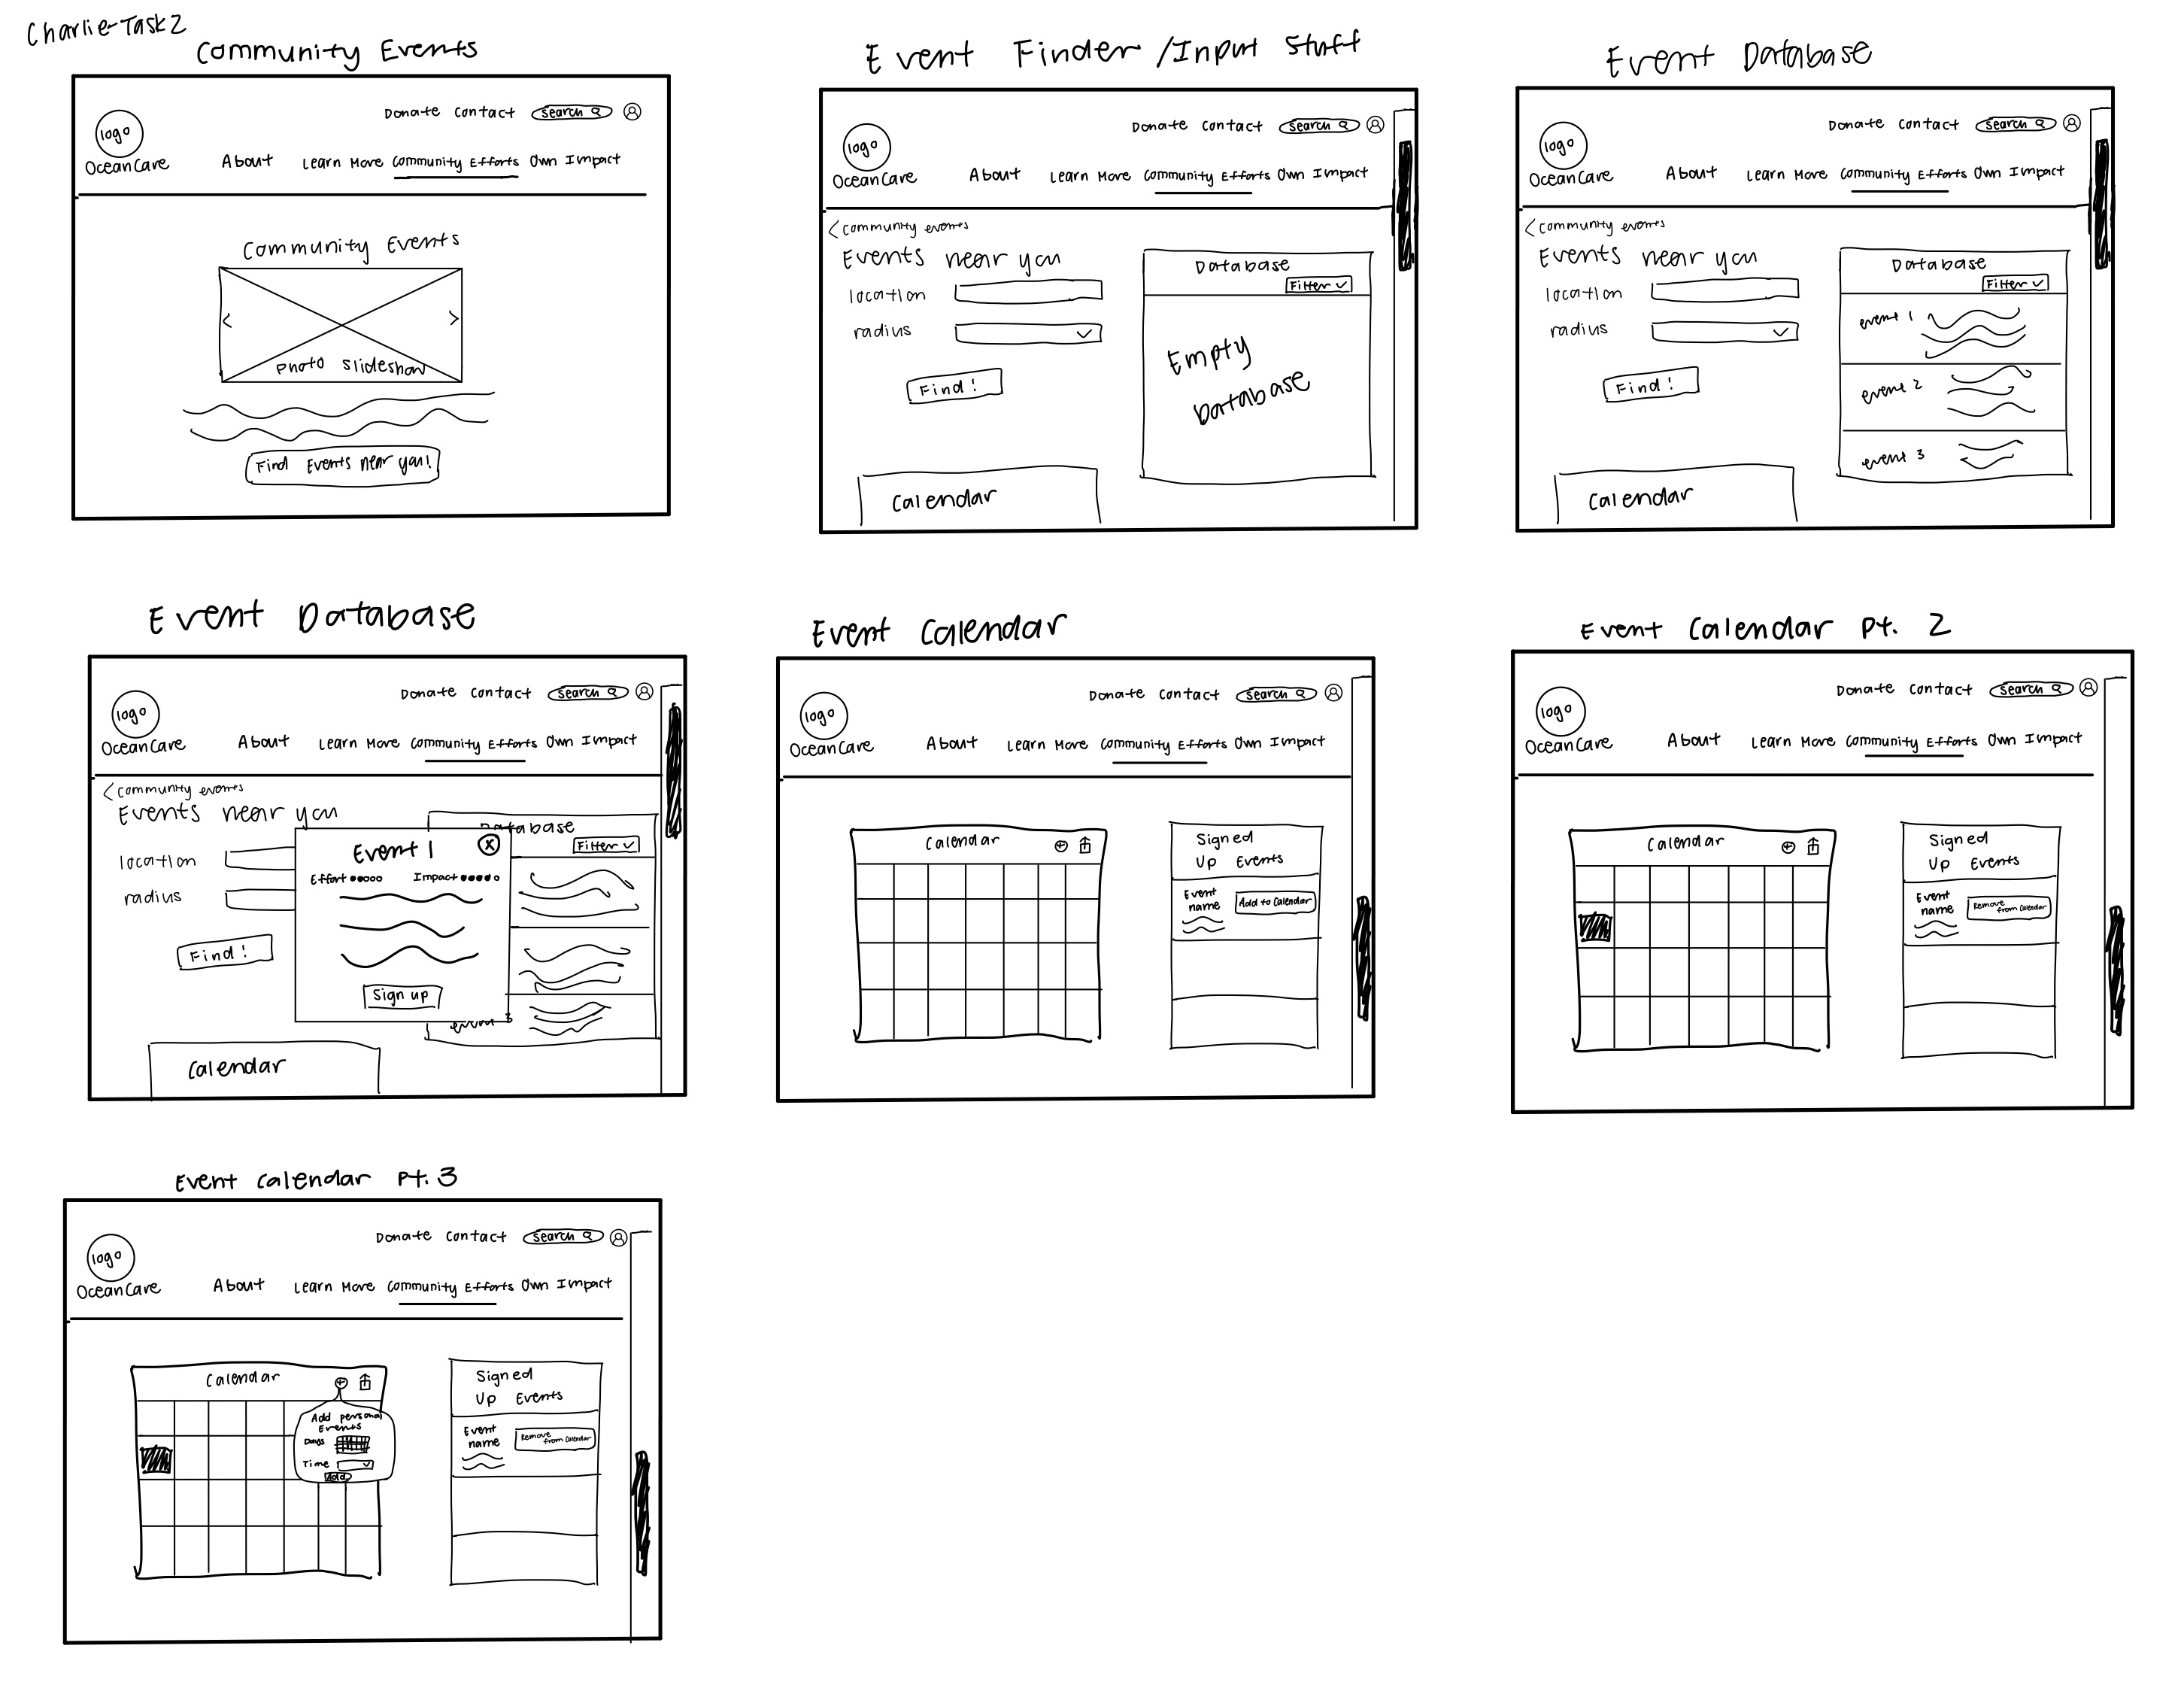 Charlie-Task2
Community Events
Donate Contact Search
logo
OceanCare
About Learn More Community Efforts Own Impact
Community Events
<
>
Photo Slideshow
Find Events near you!
Event Finder/Input Stuff
Donate Contact Search
logo
OceanCare
About Learn More Community Efforts Own Impact
< Community events
Events near you
location
radius
Find!
Database
Filter
Empty
Database
Calendar
Event Database
Donate Contact Search
logo
OceanCare
About Learn More Community Efforts Own Impact
< Community events
Events near you
location
radius
Find!
Database
Filter
event 1
event 2
event 3
Calendar
Event Database
Donate Contact Search
logo
OceanCare
About Learn More Community Efforts Own Impact
< Community events
Events near you
location
radius
Find!
Database
Filter
Event 1
X
Effort Impact
Sign up
event 3
Calendar
Event Calendar
Donate Contact Search
logo
OceanCare
About Learn More Community Efforts Own Impact
Calendar
+
Signed
Up Events
Event
name
Add to Calendar
Event Calendar Pt. 2
Donate Contact Search
logo
OceanCare
About Learn More Community Efforts Own Impact
Calendar
+
Signed
Up Events
Event
name
Remove
from Calendar
Event Calendar Pt. 3
Donate Contact Search
logo
OceanCare
About Learn More Community Efforts Own Impact
Calendar
+
Add personal
Events
Days
Time
Add
Signed
Up Events
Event
name
Remove
from Calendar